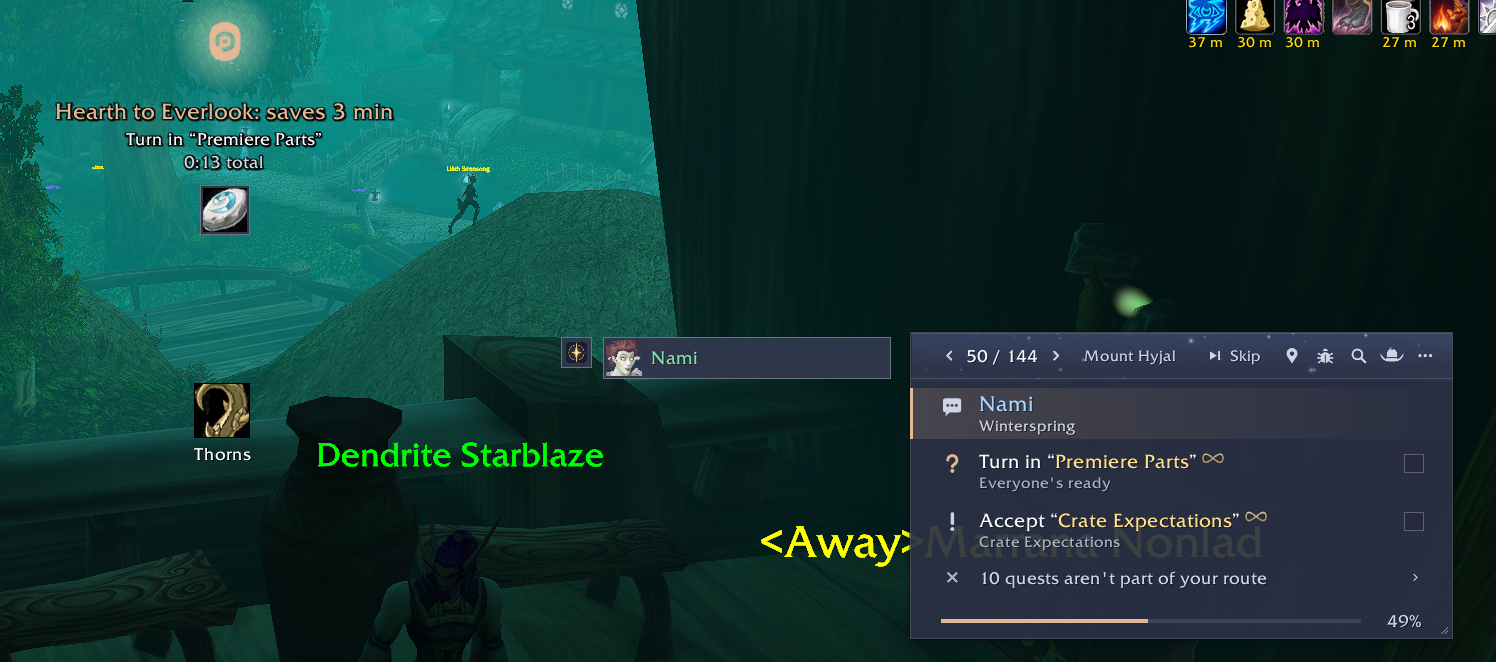 37 m
30 m
30 m
3
27 m
27 m
Hearth to Everlook: saves 3 min
Turn in “Premiere Parts”
0:13 total
Lilith Sirensong
Thorns
Nami
Dendrite Starblaze
<Away>Mariana Nonlad
50 / 144
Mount Hyjal
Skip
Nami
Winterspring
Turn in “Premiere Parts”
Everyone's ready
Accept “Crate Expectations”
Crate Expectations
10 quests aren't part of your route
49%